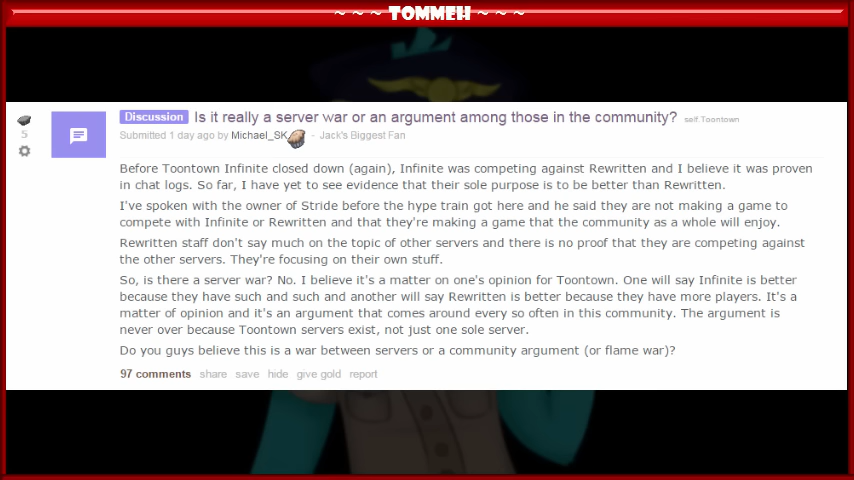 ~ ~ ~ TOMMEH ~ ~ ~
Discussion Is it really a server war or an argument among those in the community? self.Toontown
5
Submitted 1 day ago by Michael_SK - Jack's Biggest Fan
Before Toontown Infinite closed down (again), Infinite was competing against Rewritten and I believe it was proven
in chat logs. So far, I have yet to see evidence that their sole purpose is to be better than Rewritten.
I've spoken with the owner of Stride before the hype train got here and he said they are not making a game to
compete with Infinite or Rewritten and that they're making a game that the community as a whole will enjoy.
Rewritten staff don't say much on the topic of other servers and there is no proof that they are competing against
the other servers. They're focusing on their own stuff.
So, is there a server war? No. I believe it's a matter on one's opinion for Toontown. One will say Infinite is better
because they have such and such and another will say Rewritten is better because they have more players. It's a
matter of opinion and it's an argument that comes around every so often in this community. The argument is
never over because Toontown servers exist, not just one sole server.
Do you guys believe this is a war between servers or a community argument (or flame war)?
97 comments share save hide give gold report